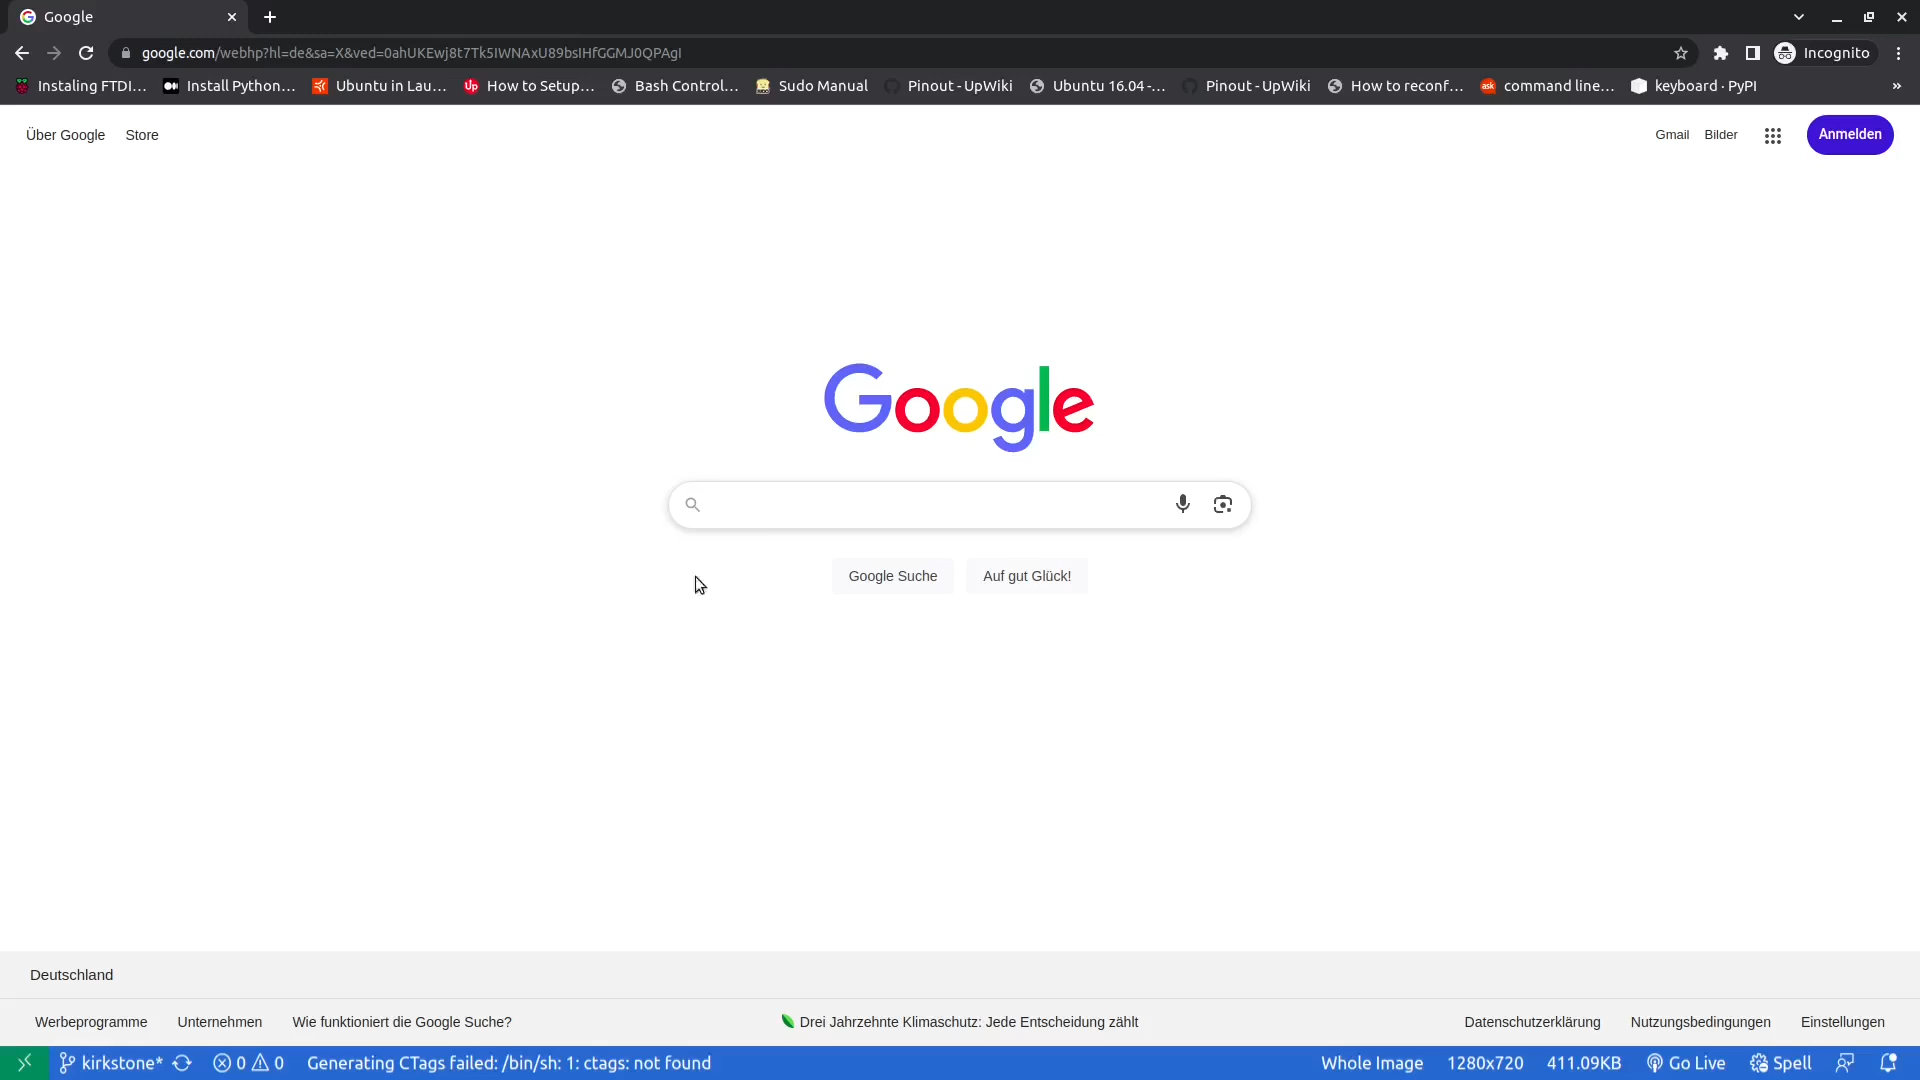 Google
google.com/webhp?hl=de&sa=X&ved=0ahUKEwj8t7Tk5IWNAxU89bsIHfGGMJ0QPAgI
Incognito
Instaling FTDI... Install Python... Ubuntu in Lau... How to Setup... Bash Control... Sudo Manual Pinout - UpWiki Ubuntu 16.04 -... Pinout - UpWiki How to reconf... command line... keyboard · PyPI »
Über Google Store Gmail Bilder Anmelden
Google
Google Suche Auf gut Glück!
Deutschland
Werbeprogramme Unternehmen Wie funktioniert die Google Suche? Drei Jahrzehnte Klimaschutz: Jede Entscheidung zählt Datenschutzerklärung Nutzungsbedingungen Einstellungen
kirkstone* 0 0 Generating CTags failed: /bin/sh: 1: ctags: not found Whole Image 1280x720 411.09KB Go Live Spell